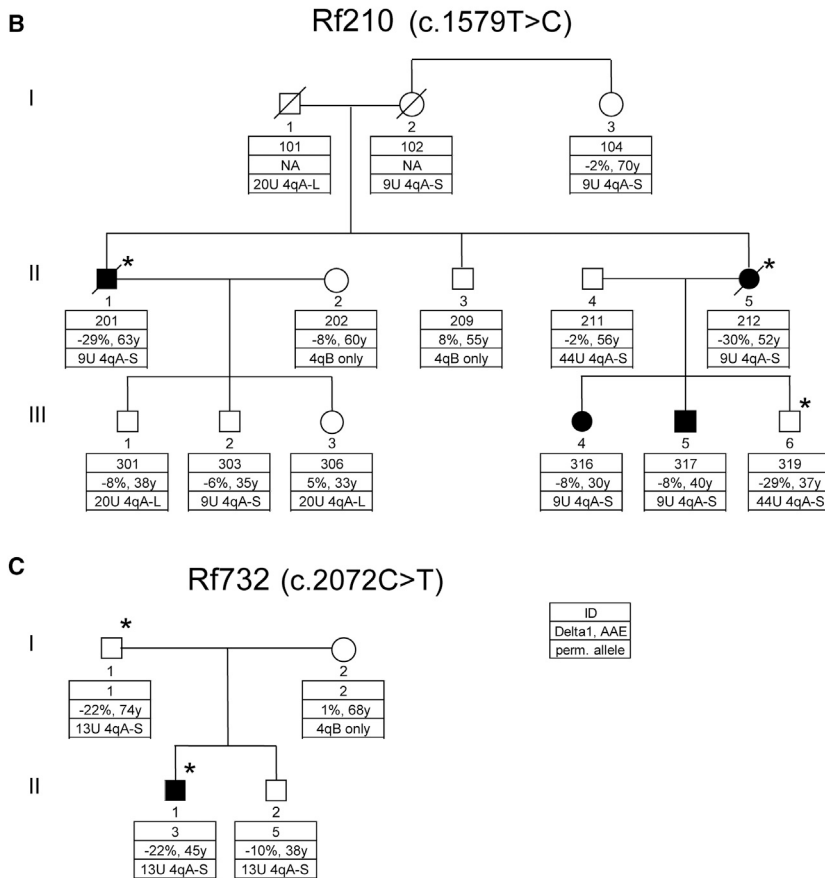 B
Rf210 (c.1579T>C)
I
1 2 3
101 102 104
NA NA -2%, 70y
20U 4qA-L 9U 4qA-S 9U 4qA-S
II
* *
1 2 3 4 5
201 202 209 211 212
-29%, 63y -8%, 60y 8%, 55y -2%, 56y -30%, 52y
9U 4qA-S 4qB only 4qB only 44U 4qA-S 9U 4qA-S
III
*
1 2 3 4 5 6
301 303 306 316 317 319
-8%, 38y -6%, 35y 5%, 33y -8%, 30y -8%, 40y -29%, 37y
20U 4qA-L 9U 4qA-S 20U 4qA-L 9U 4qA-S 9U 4qA-S 44U 4qA-S
C
Rf732 (c.2072C>T)
ID
Delta1, AAE
perm. allele
I
*
1 2
1 2
-22%, 74y 1%, 68y
13U 4qA-S 4qB only
II
*
1 2
3 5
-22%, 45y -10%, 38y
13U 4qA-S 13U 4qA-S